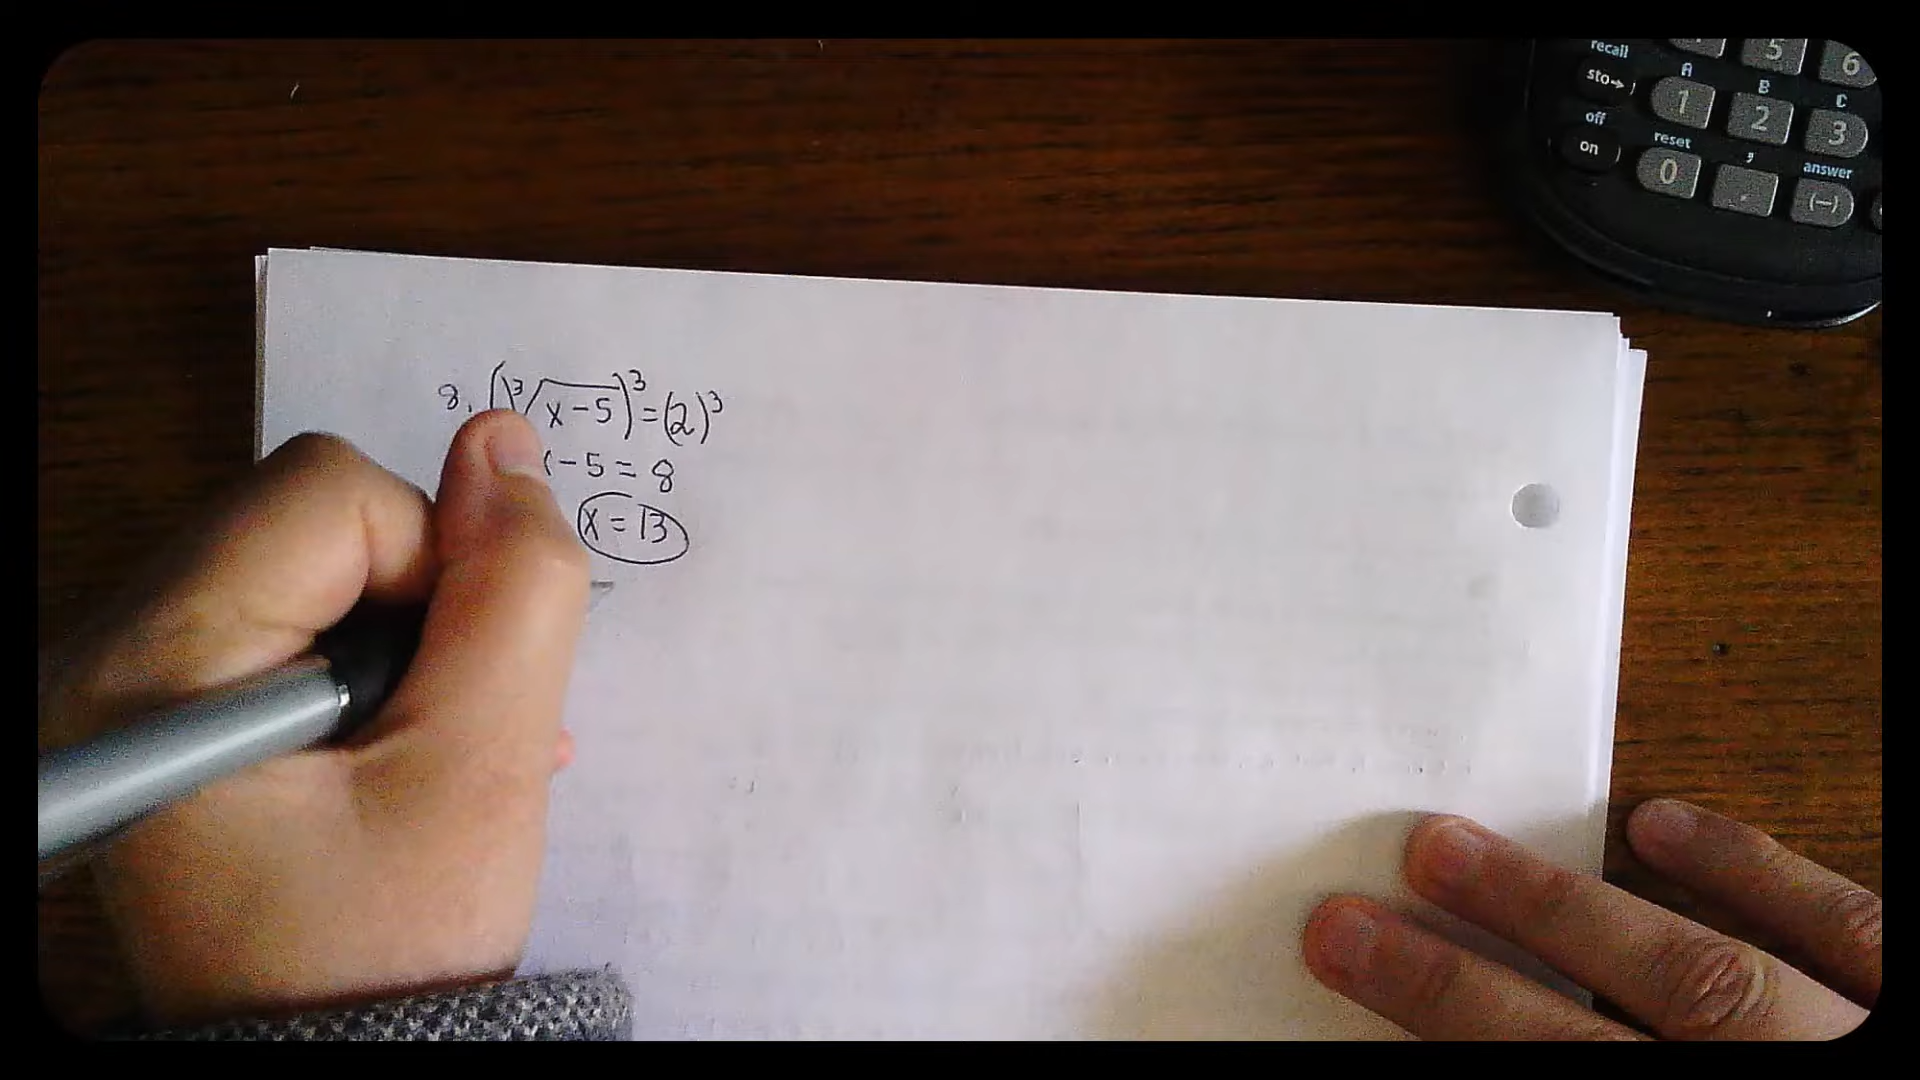 recall
5
6
sto→
A
B
C
1
2
3
off
on
reset
,
answer
0
.
(−)
8. (∛(x-5))³ = (2)³
x - 5 = 8
x = 13